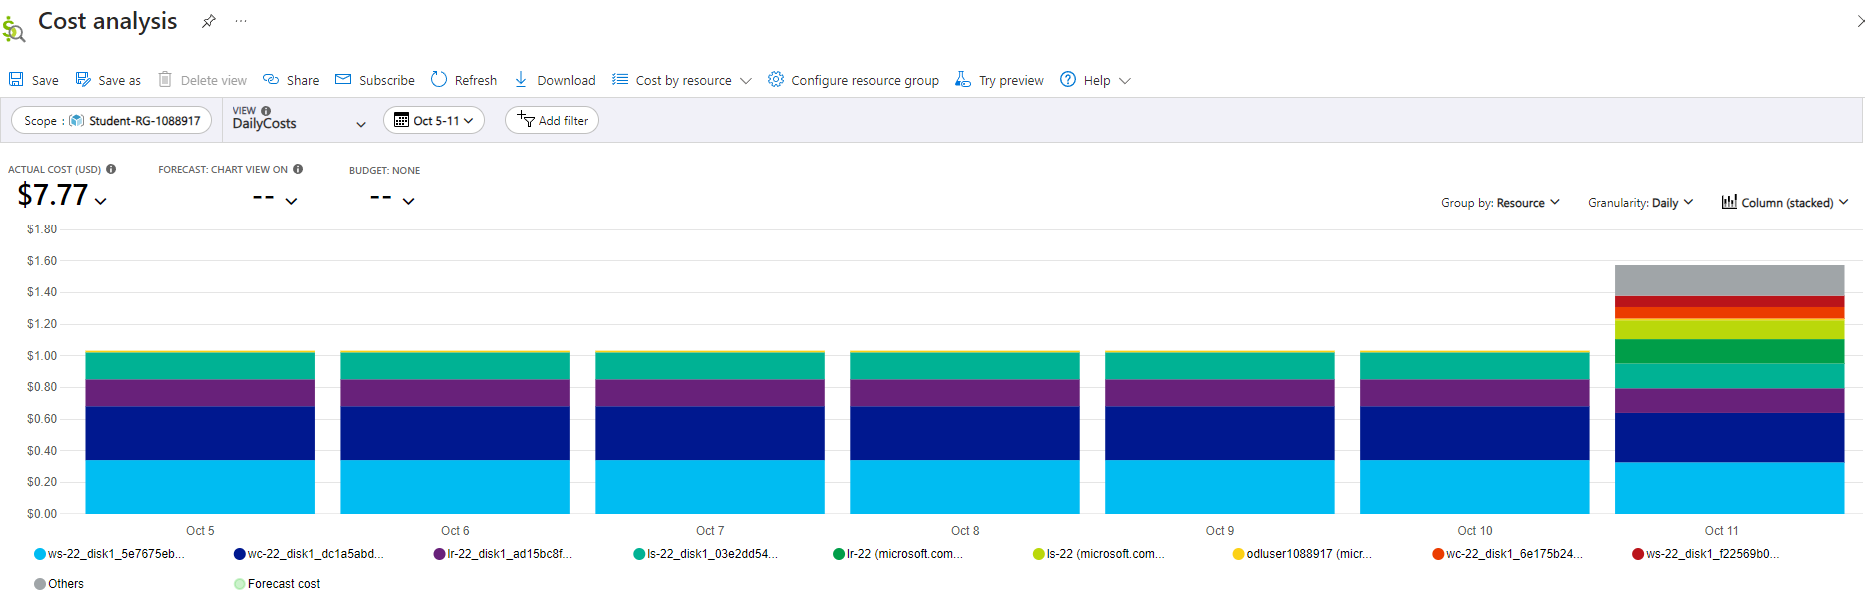 Cost analysis ...
Save Save as Delete view Share Subscribe Refresh Download Cost by resource Configure resource group Try preview Help
Scope : Student-RG-1088917 VIEW DailyCosts Oct 5-11 Add filter
ACTUAL COST (USD) FORECAST: CHART VIEW ON BUDGET: NONE
$7.77 -- --
Group by: Resource Granularity: Daily Column (stacked)
$1.80
$1.60
$1.40
$1.20
$1.00
$0.80
$0.60
$0.40
$0.20
$0.00
Oct 5 Oct 6 Oct 7 Oct 8 Oct 9 Oct 10 Oct 11
ws-22_disk1_5e7675eb... wc-22_disk1_dc1a5abd... lr-22_disk1_ad15bc8f... ls-22_disk1_03e2dd54... lr-22 (microsoft.com... ls-22 (microsoft.com... odluser1088917 (micr... wc-22_disk1_6e175b24... ws-22_disk1_f22569b0...
Others Forecast cost